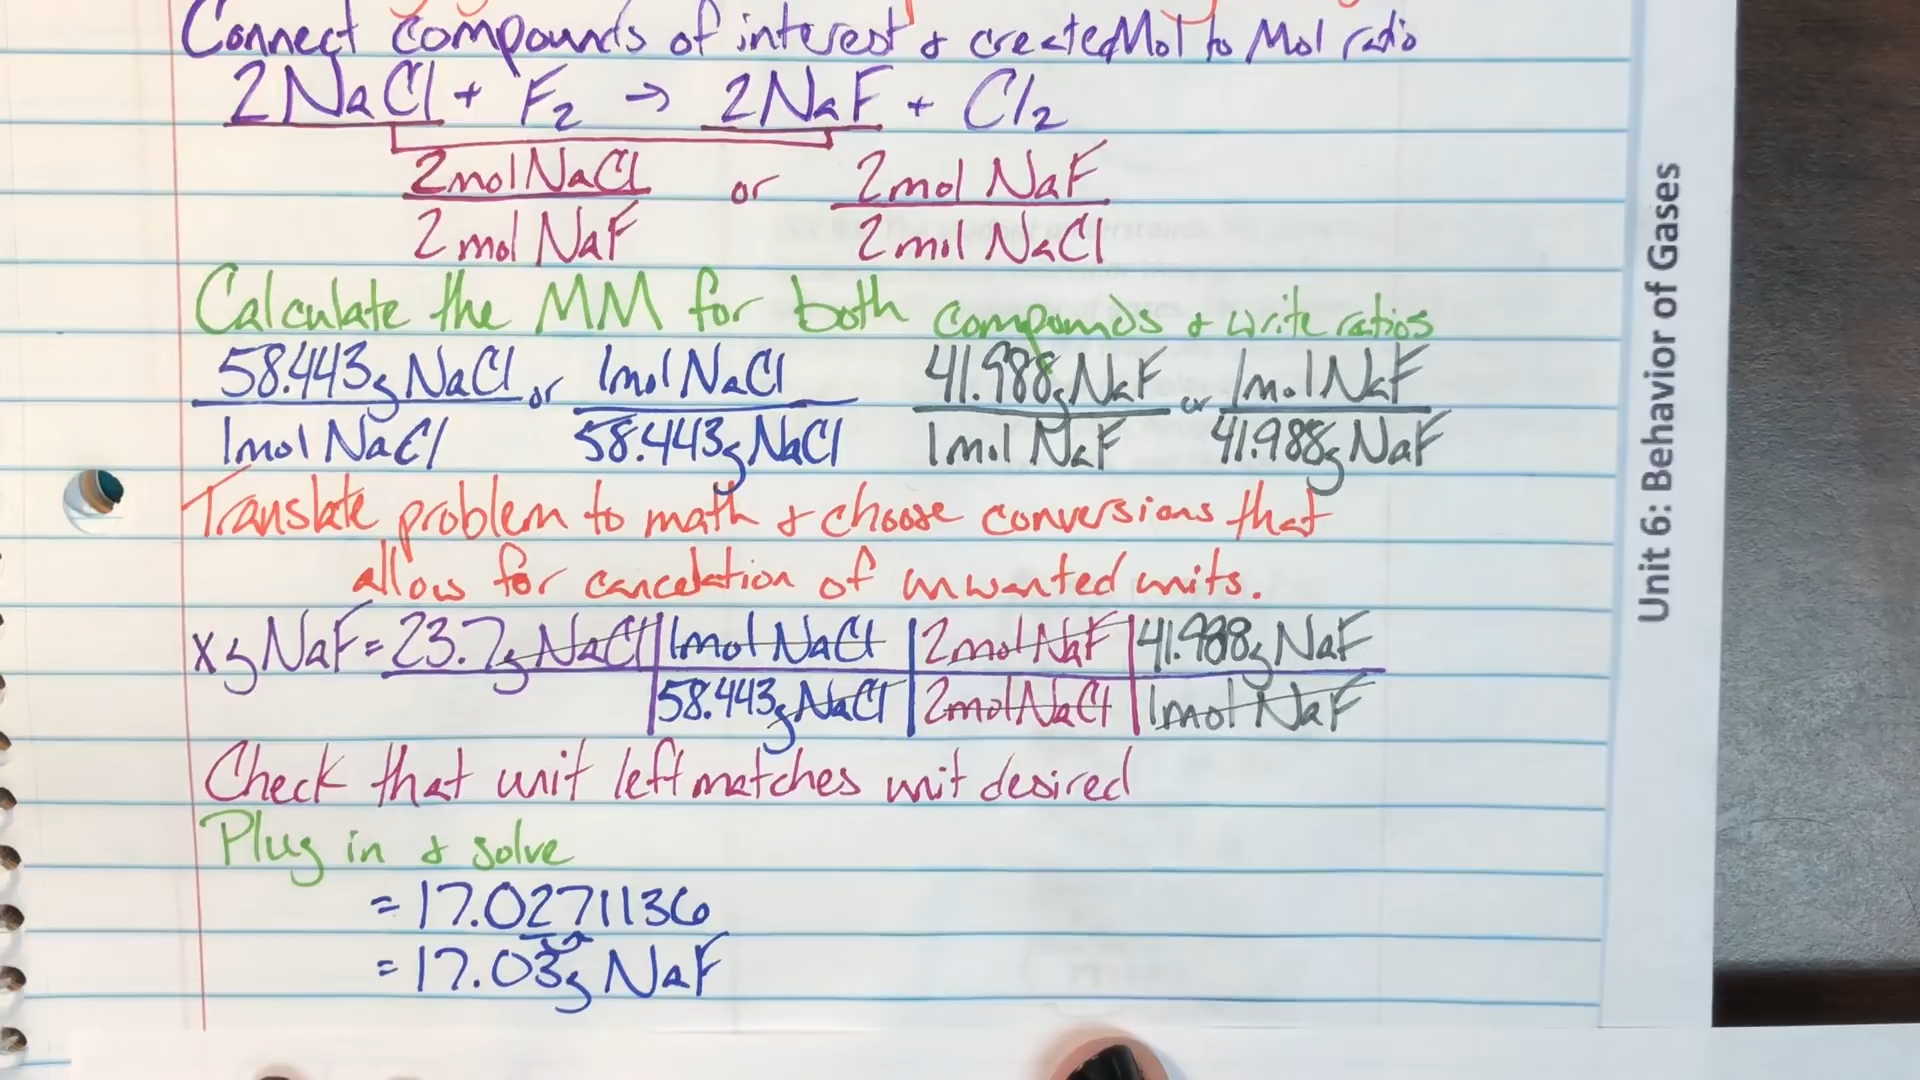 Connect compounds of interest & create Mol to Mol radio
2NaCl + F2 → 2NaF + Cl2
2mol NaCl or 2mol NaF
2mol NaF 2mol NaCl
Calculate the MM for both compounds & write ratios
58.443g NaCl or 1mol NaCl 41.988g NaF or 1mol NaF
1mol NaCl 58.443g NaCl 1mol NaF 41.988g NaF
Translate problem to math & choose conversions that
allow for cancelation of unwanted units.
x g NaF = 23.7g NaCl | 1mol NaCl | 2mol NaF | 41.988g NaF
58.443g NaCl | 2mol NaCl | 1mol NaF
Check that unit left matches unit desired
Plug in & solve
= 17.0271136
= 17.03g NaF
Unit 6: Behavior of Gases